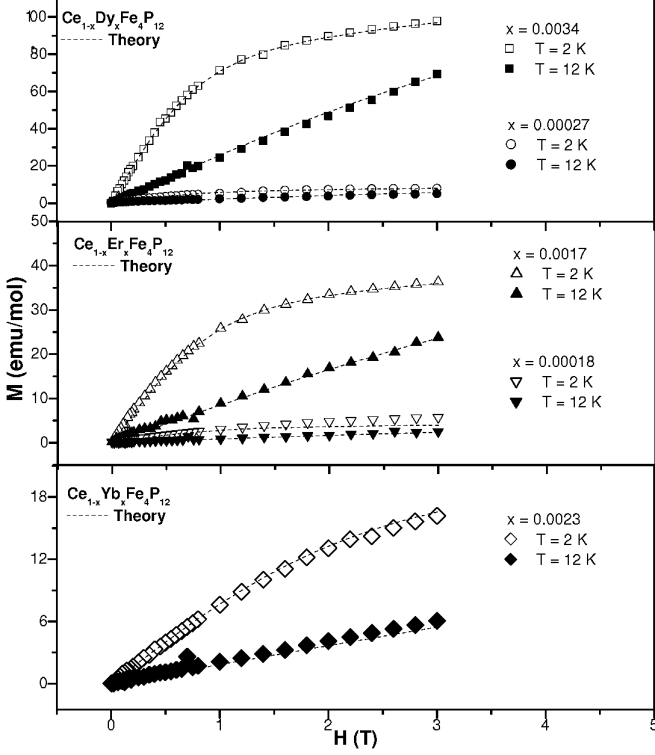 Ce1-xDyxFe4P12
Theory
x = 0.0034
T = 2 K
T = 12 K
x = 0.00027
T = 2 K
T = 12 K
100
80
60
40
20
0
Ce1-xErxFe4P12
Theory
x = 0.0017
T = 2 K
T = 12 K
x = 0.00018
T = 2 K
T = 12 K
50
40
30
20
10
0
M (emu/mol)
Ce1-xYbxFe4P12
Theory
x = 0.0023
T = 2 K
T = 12 K
18
12
6
0
0 1 2 3 4 5
H (T)